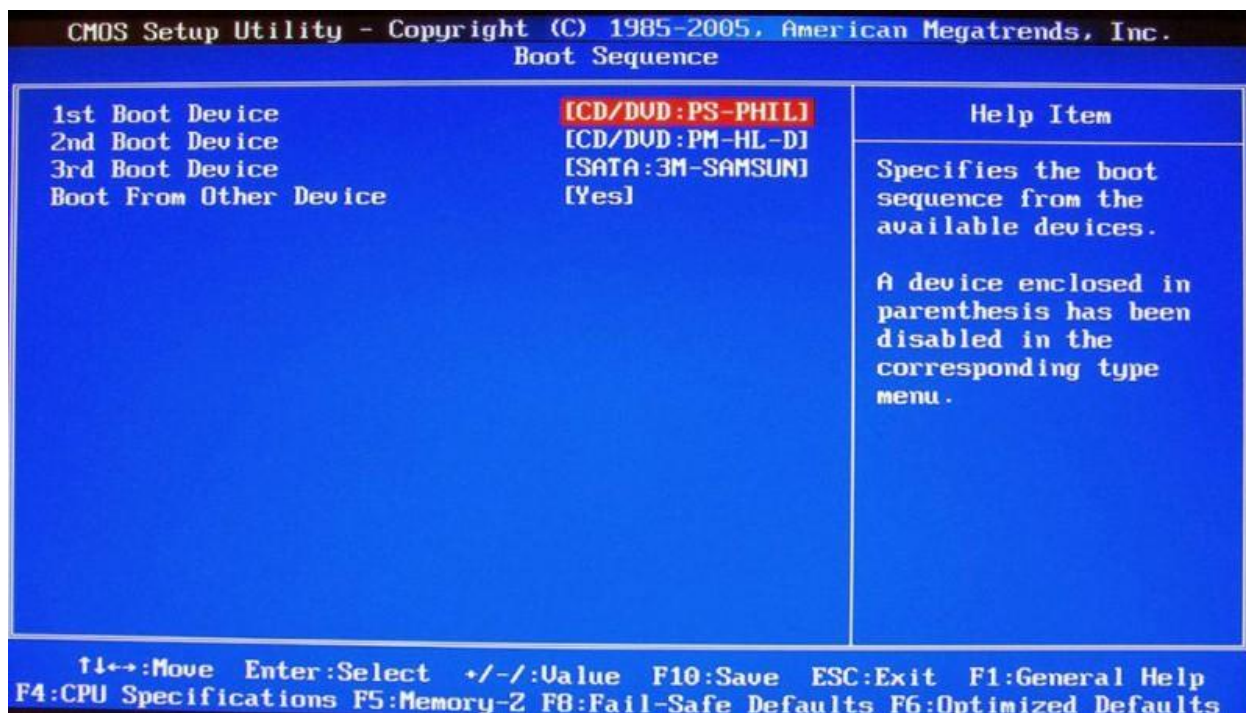 CMOS Setup Utility - Copyright (C) 1985-2005, American Megatrends, Inc.
Boot Sequence
1st Boot Device [CD/DVD:PS-PHIL]
2nd Boot Device [CD/DVD:PM-HL-D]
3rd Boot Device [SATA:3M-SAMSUN]
Boot From Other Device [Yes]
Help Item
Specifies the boot
sequence from the
available devices.
A device enclosed in
parenthesis has been
disabled in the
corresponding type
menu.
↑↓←→:Move Enter:Select +/-/:Value F10:Save ESC:Exit F1:General Help
F4:CPU Specifications F5:Memory-Z F8:Fail-Safe Defaults F6:Optimized Defaults